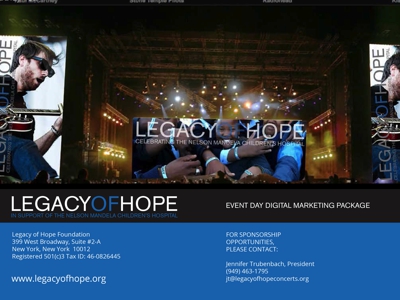 LEGACYOFHOPE
LEGACY OF HOPE
CELEBRATING THE NELSON MANDELA CHILDREN'S HOSPITAL
LEGACYOFHOPE
IN SUPPORT OF THE NELSON MANDELA CHILDREN'S HOSPITAL
EVENT DAY DIGITAL MARKETING PACKAGE
Legacy of Hope Foundation
399 West Broadway, Suite #2-A
New York, New York 10012
Registered 501(c)3 Tax ID: 46-0826445
www.legacyofhope.org
FOR SPONSORSHIP
OPPORTUNITIES,
PLEASE CONTACT:
Jennifer Trubenbach, President
(949) 463-1795
jt@legacyofhopeconcerts.org